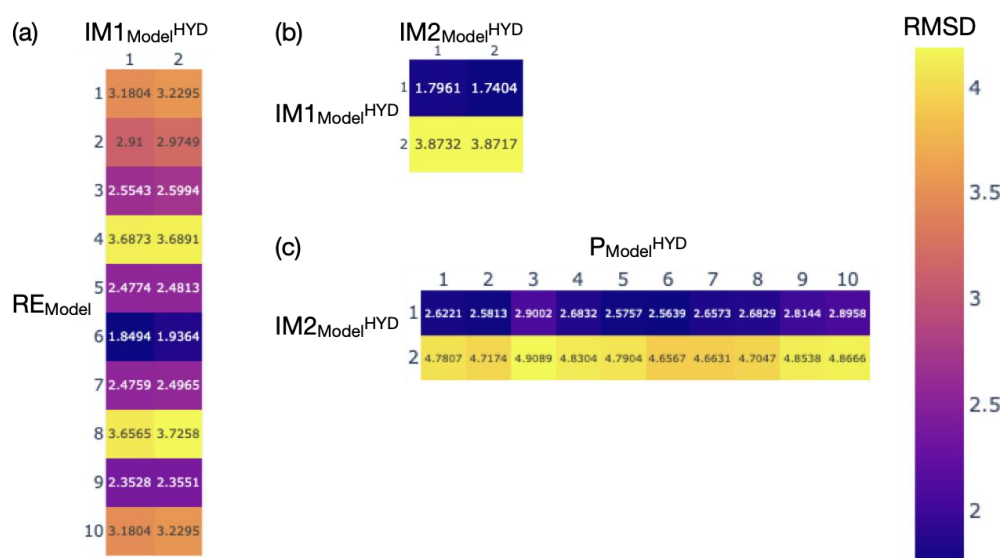 (a) IM1ModelHYD
1 2
1 3.1804 3.2295
2 2.91 2.9749
3 2.5543 2.5994
4 3.6873 3.6891
5 2.4774 2.4813
REModel
6 1.8494 1.9364
7 2.4759 2.4965
8 3.6565 3.7258
9 2.3528 2.3551
10 3.1804 3.2295
(b) IM2ModelHYD
1 2
1 1.7961 1.7404
IM1ModelHYD
2 3.8732 3.8717
(c) PModelHYD
1 2 3 4 5 6 7 8 9 10
1 2.6221 2.5813 2.9002 2.6832 2.5757 2.5639 2.6573 2.6829 2.8144 2.8958
IM2ModelHYD
2 4.7807 4.7174 4.9089 4.8304 4.7904 4.6567 4.6631 4.7047 4.8538 4.8666
RMSD
4
3.5
3
2.5
2